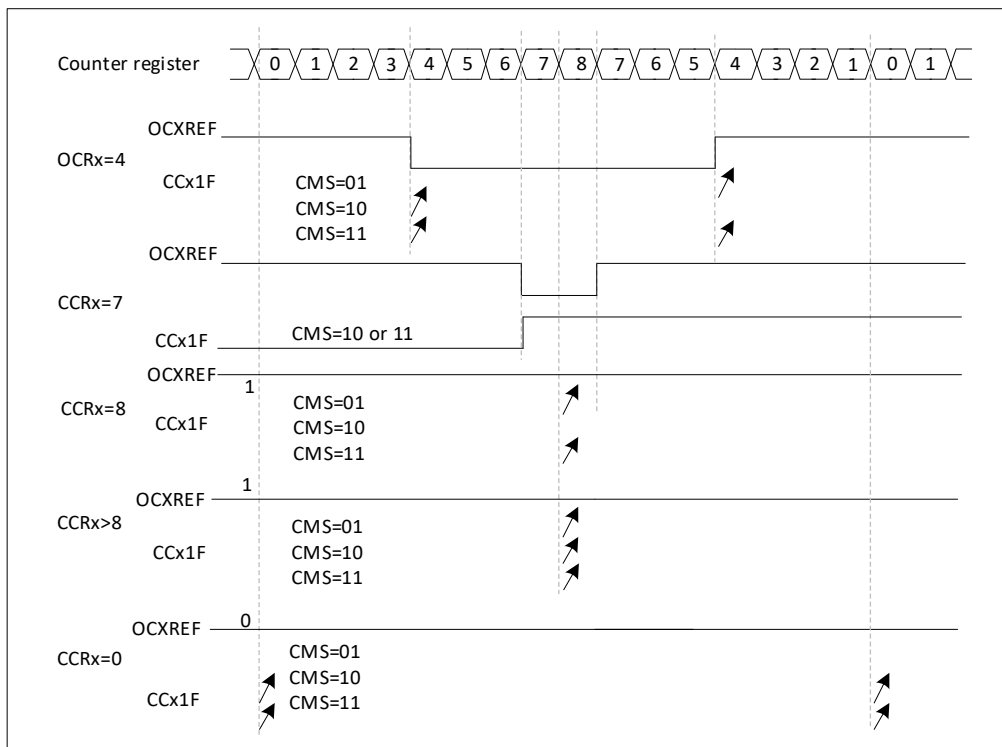 Counter register 0 1 2 3 4 5 6 7 8 7 6 5 4 3 2 1 0 1
OCXREF
OCRx=4
CCx1F
CMS=01
CMS=10
CMS=11
OCXREF
CCRx=7
CCx1F
CMS=10 or 11
OCXREF
1
CCRx=8
CCx1F
CMS=01
CMS=10
CMS=11
OCXREF
1
CCRx>8
CCx1F
CMS=01
CMS=10
CMS=11
OCXREF
0
CCRx=0
CCx1F
CMS=01
CMS=10
CMS=11